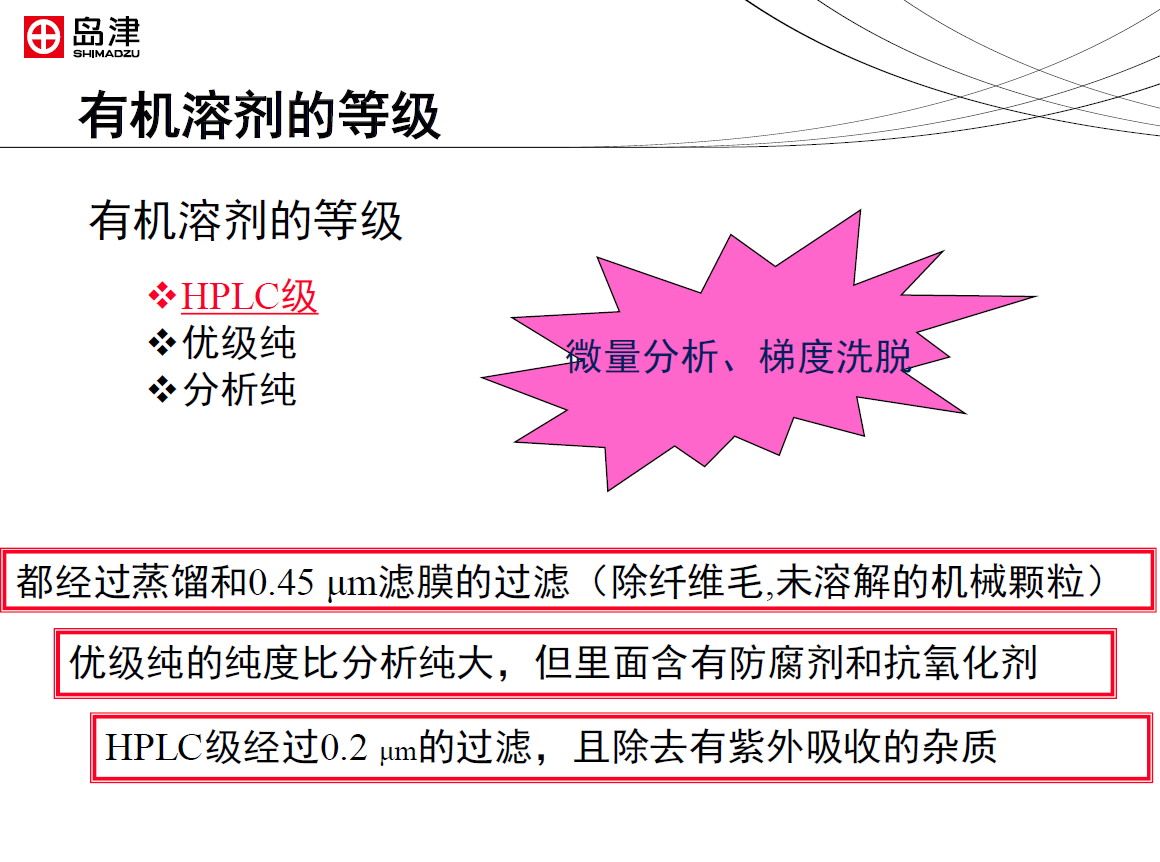 岛津
SHIMADZU
有机溶剂的等级
有机溶剂的等级
❖HPLC级
❖优级纯
❖分析纯
微量分析、梯度洗脱
都经过蒸馏和0.45 μm滤膜的过滤（除纤维毛,未溶解的机械颗粒）
优级纯的纯度比分析纯大，但里面含有防腐剂和抗氧化剂
HPLC级经过0.2 μm的过滤，且除去有紫外吸收的杂质